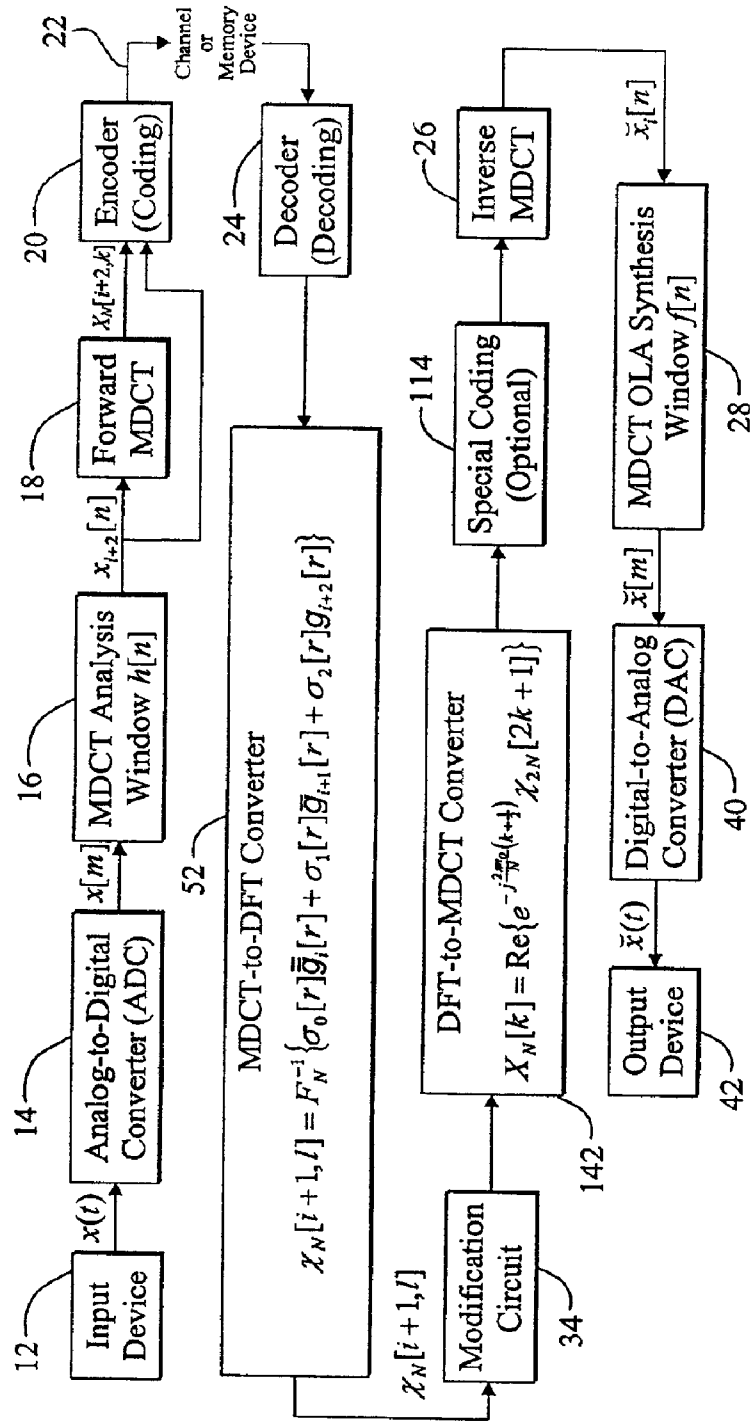 12
Input
Device
x(t)
14
Analog-to-Digital
Converter (ADC)
x[m]
16
MDCT Analysis
Window h[n]
x_{i+2}[n]
18
Forward
MDCT
X_N[i+2,k]
20
Encoder
(Coding)
22
Channel
or
Memory
Device
24
Decoder
(Decoding)
52
MDCT-to-DFT Converter
χ_N[i+1,l] = F_N^{-1}{σ_0[r]g̿_i[r] + σ_1[r]g̅_{i+1}[r] + σ_2[r]g_{i+2}[r]}
χ_N[i+1,l]
Modification
Circuit
34
DFT-to-MDCT Converter
X_N[k] = Re{e^{-j\frac{2πn_0}{N}(k+\frac{1}{2})} χ_{2N}[2k+1]}
142
114
Special Coding
(Optional)
26
Inverse
MDCT
x̆_i[n]
MDCT OLA Synthesis
Window f[n]
28
x̆[m]
Digital-to-Analog
Converter (DAC)
40
x̆(t)
Output
Device
42